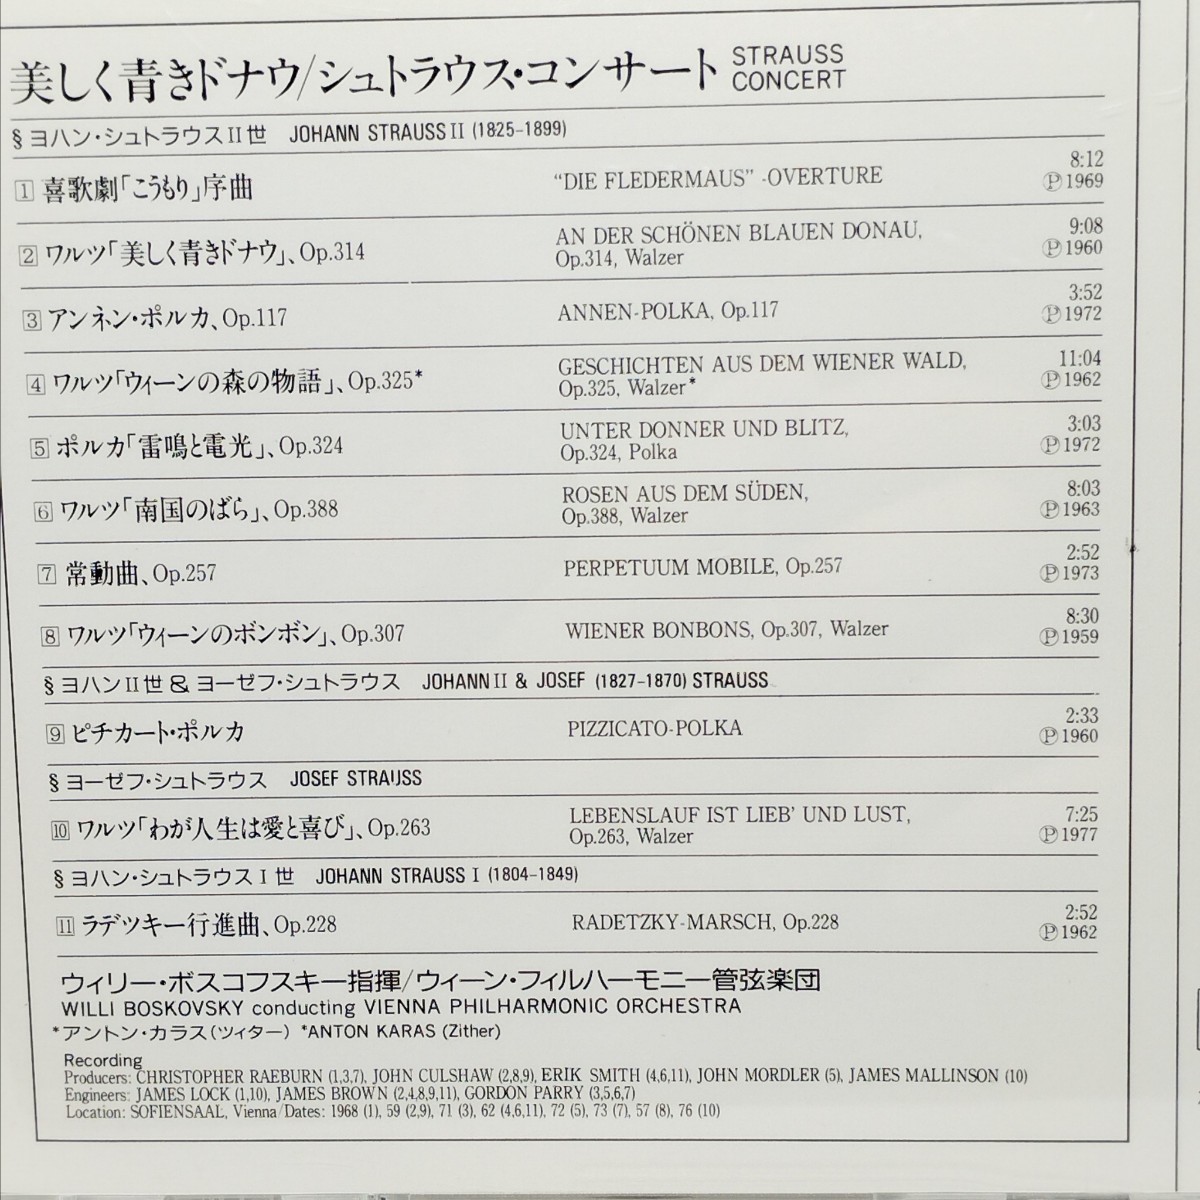 美しく青きドナウ/シュトラウス・コンサート STRAUSS CONCERT
§ヨハン・シュトラウスII世 JOHANN STRAUSS II (1825-1899)
1 喜歌劇「こうもり」序曲 “DIE FLEDERMAUS” -OVERTURE 8:12
Ⓟ1969
2 ワルツ「美しく青きドナウ」、Op.314 AN DER SCHÖNEN BLAUEN DONAU, 9:08
Op.314, Walzer Ⓟ1960
3 アンネン・ポルカ、Op.117 ANNEN-POLKA, Op.117 3:52
Ⓟ1972
4 ワルツ「ウィーンの森の物語」、Op.325* GESCHICHTEN AUS DEM WIENER WALD, 11:04
Op.325, Walzer* Ⓟ1962
5 ポルカ「雷鳴と電光」、Op.324 UNTER DONNER UND BLITZ, 3:03
Op.324, Polka Ⓟ1972
6 ワルツ「南国のばら」、Op.388 ROSEN AUS DEM SÜDEN, 8:03
Op.388, Walzer Ⓟ1963
7 常動曲、Op.257 PERPETUUM MOBILE, Op.257 2:52
Ⓟ1973
8 ワルツ「ウィーンのボンボン」、Op.307 WIENER BONBONS, Op.307, Walzer 8:30
Ⓟ1959
§ヨハンII世&ヨーゼフ・シュトラウス JOHANN II & JOSEF (1827-1870) STRAUSS
9 ピチカート・ポルカ PIZZICATO-POLKA 2:33
Ⓟ1960
§ヨーゼフ・シュトラウス JOSEF STRAUSS
10 ワルツ「わが人生は愛と喜び」、Op.263 LEBENSLAUF IST LIEB’ UND LUST, 7:25
Op.263, Walzer Ⓟ1977
§ヨハン・シュトラウスI世 JOHANN STRAUSS I (1804-1849)
11 ラデツキー行進曲、Op.228 RADETZKY-MARSCH, Op.228 2:52
Ⓟ1962
ウィリー・ボスコフスキー指揮/ウィーン・フィルハーモニー管弦楽団
WILLI BOSKOVSKY conducting VIENNA PHILHARMONIC ORCHESTRA
*アントン・カラス(ツィター) *ANTON KARAS (Zither)
Recording
Producers: CHRISTOPHER RAEBURN (1,3,7), JOHN CULSHAW (2,8,9), ERIK SMITH (4,6,11), JOHN MORDLER (5), JAMES MALLINSON (10)
Engineers: JAMES LOCK (1,10), JAMES BROWN (2,4,8,9,11), GORDON PARRY (3,5,6,7)
Location: SOFIENSAAL, Vienna/Dates: 1968 (1), 59 (2,9), 71 (3), 62 (4,6,11), 72 (5), 73 (7), 57 (8), 76 (10)